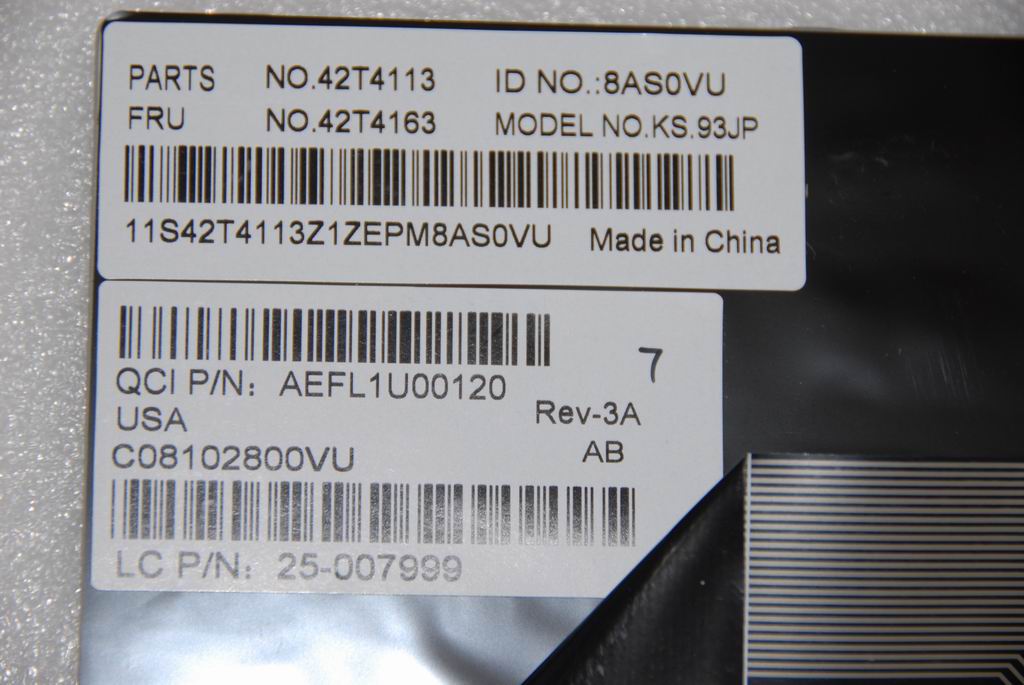 PARTS NO.42T4113 ID NO.:8AS0VU
FRU NO.42T4163 MODEL NO.KS.93JP
11S42T4113Z1ZEPM8AS0VU Made in China
7
QCI P/N: AEFL1U00120
USA Rev-3A
C08102800VU AB
LC P/N: 25-007999